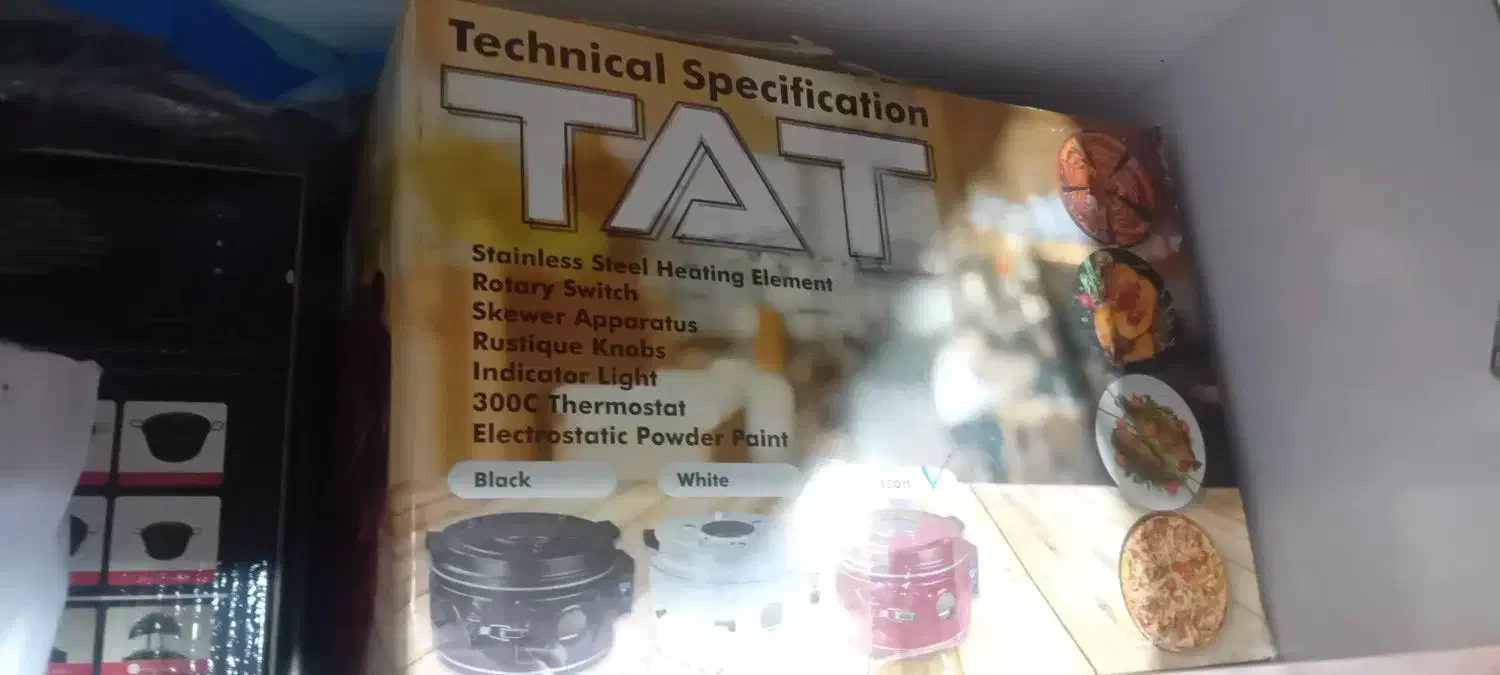 Technical Specification
TAT
Stainless Steel Heating Element
Rotary Switch
Skewer Apparatus
Rustique Knobs
Indicator Light
300C Thermostat
Electrostatic Powder Paint
Black
White